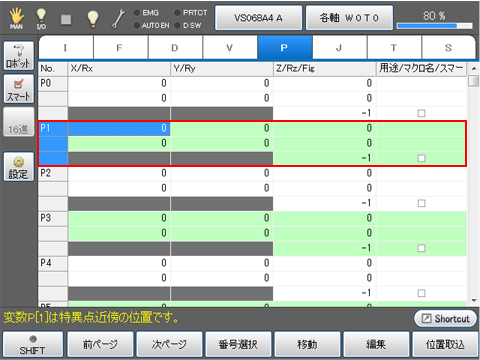 MAN
I/O
EMG
AUTO EN
PRTCT
D SW
VS068A4 A
各軸 W0T0
80 %
ロボット
スマート
16進
設定
I F D V P J T S
No. X/Rx Y/Ry Z/Rz/Fig 用途/マクロ名/スマー
P0 0 0 0
0 0 0
-1
P1 0 0 0
0 0 0
-1
P2 0 0 0
0 0 0
-1
P3 0 0 0
0 0 0
-1
P4 0 0 0
0 0 0
-1
P5 0 0 0
変数P[1]は特異点近傍の位置です。
Shortcut
SHIFT 前ページ 次ページ 番号選択 移動 編集 位置取込